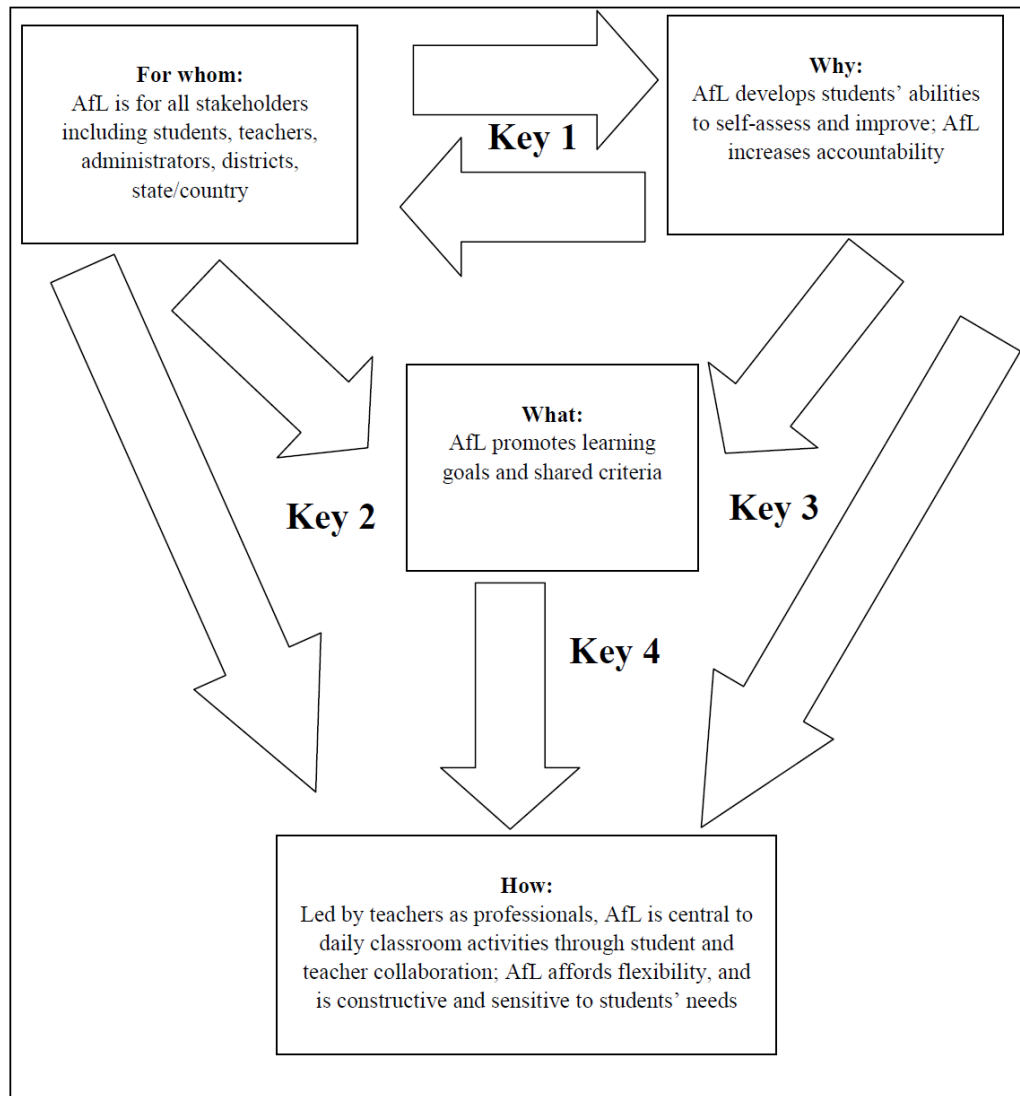 For whom:
AfL is for all stakeholders
including students, teachers,
administrators, districts,
state/country
Key 1
Why:
AfL develops students’ abilities
to self-assess and improve; AfL
increases accountability
What:
AfL promotes learning
goals and shared criteria
Key 2
Key 3
Key 4
How:
Led by teachers as professionals, AfL is central to
daily classroom activities through student and
teacher collaboration; AfL affords flexibility, and
is constructive and sensitive to students’ needs